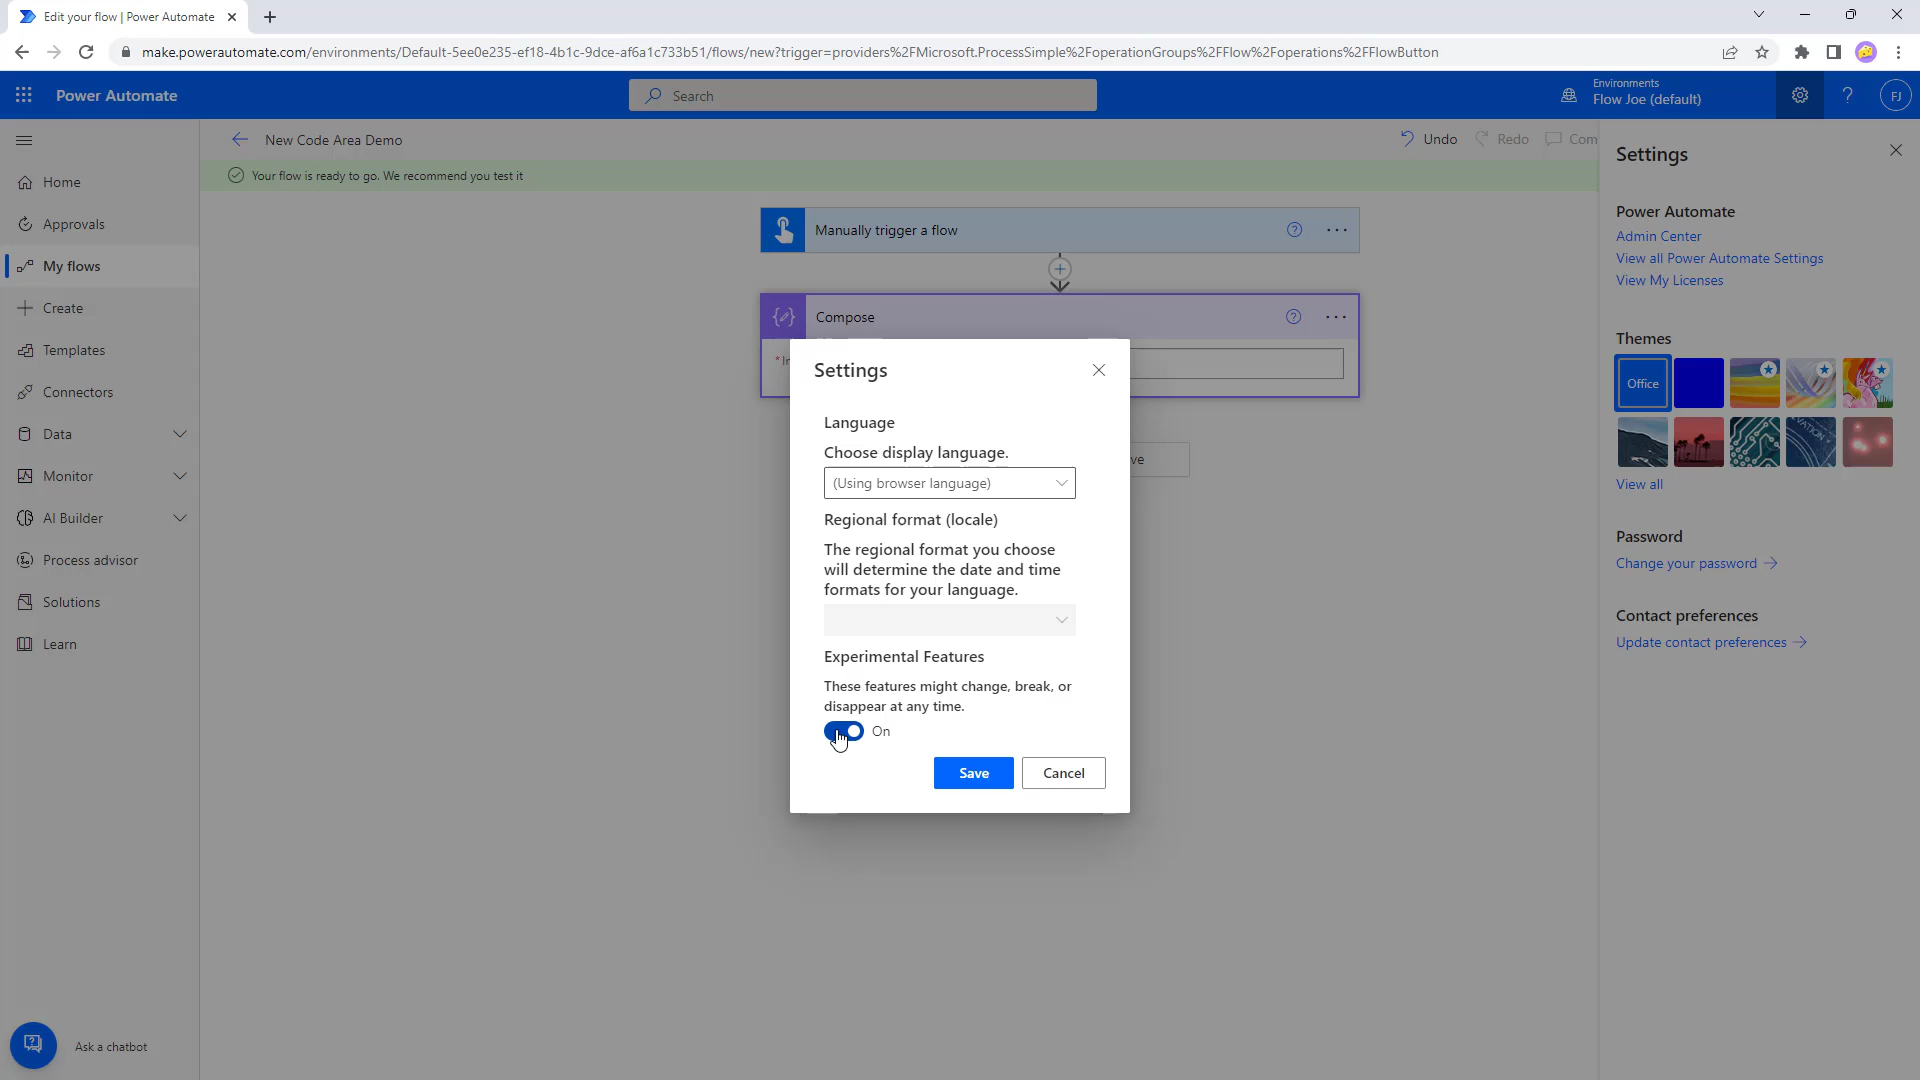 Edit your flow | Power Automate
make.powerautomate.com/environments/Default-5ee0e235-ef18-4b1c-9dce-af6a1c733b51/flows/new?trigger=providers%2FMicrosoft.ProcessSimple%2FoperationGroups%2FFlow%2Foperations%2FFlowButton
Power Automate
Search
Environments
Flow Joe (default)
?
FJ
New Code Area Demo
Undo
Redo
Com
Your flow is ready to go. We recommend you test it
Home
Approvals
My flows
Create
Templates
Connectors
Data
Monitor
AI Builder
Process advisor
Solutions
Learn
Ask a chatbot
Manually trigger a flow
Compose
* In
ve
Settings
Language
Choose display language.
(Using browser language)
Regional format (locale)
The regional format you choose
will determine the date and time
formats for your language.
Experimental Features
These features might change, break, or
disappear at any time.
On
Save
Cancel
Settings
Power Automate
Admin Center
View all Power Automate Settings
View My Licenses
Themes
Office
View all
Password
Change your password
Contact preferences
Update contact preferences